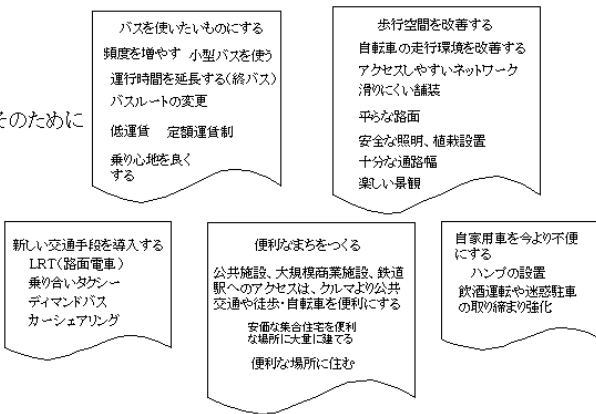 そのために
バスを使いたいものにする
頻度を増やす 小型バスを使う
運行時間を延長する(終バス)
バスルートの変更
低運賃 定額運賃制
乗り心地を良く
する
歩行空間を改善する
自転車の走行環境を改善する
アクセスしやすいネットワーク
滑りにくい舗装
平らな路面
安全な照明、植栽設置
十分な通路幅
楽しい景観
新しい交通手段を導入する
LRT(路面電車)
乗り合いタクシー
ディマンドバス
カーシェアリング
便利なまちをつくる
公共施設、大規模商業施設、鉄道
駅へのアクセスは、クルマより公共
交通や徒歩・自転車を便利にする
安価な集合住宅を便利
な場所に大量に建てる
便利な場所に住む
自家用車を今より不便
にする
ハンプの設置
飲酒運転や迷惑駐車
の取り締まり強化